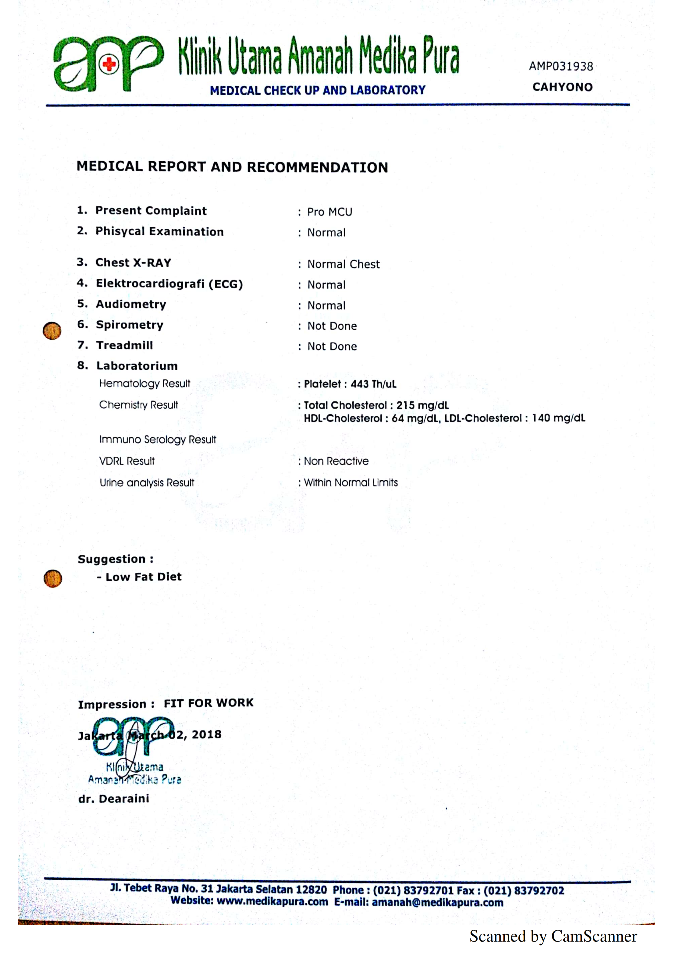 app Klinik Utama Amanah Medika Pura
MEDICAL CHECK UP AND LABORATORY
AMP031938
CAHYONO
MEDICAL REPORT AND RECOMMENDATION
1. Present Complaint : Pro MCU
2. Phisycal Examination : Normal
3. Chest X-RAY : Normal Chest
4. Elektrocardiografi (ECG) : Normal
5. Audiometry : Normal
6. Spirometry : Not Done
7. Treadmill : Not Done
8. Laboratorium
Hematology Result : Platelet : 443 Th/uL
Chemistry Result : Total Cholesterol : 215 mg/dL
HDL-Cholesterol : 64 mg/dL, LDL-Cholesterol : 140 mg/dL
Immuno Serology Result
VDRL Result : Non Reactive
Urine analysis Result : Within Normal Limits
Suggestion :
- Low Fat Diet
Impression : FIT FOR WORK
Jakarta March 02, 2018
Klinik Utama
Amanah Medika Pura
dr. Dearaini
Jl. Tebet Raya No. 31 Jakarta Selatan 12820 Phone : (021) 83792701 Fax : (021) 83792702
Website: www.medikapura.com E-mail: amanah@medikapura.com
Scanned by CamScanner